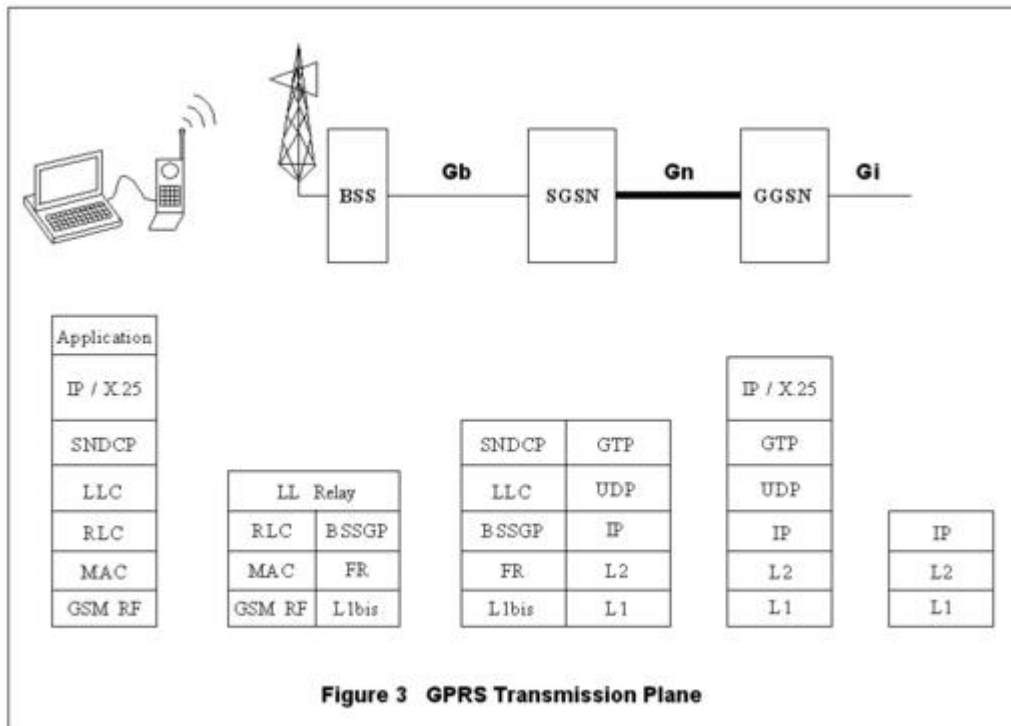 Gb
Gn
Gi
BSS
SGSN
GGSN
Application
IP / X.25
SNDCP
LLC
RLC
MAC
GSM RF
LL Relay
RLC BSSGP
MAC FR
GSM RF L1bis
SNDCP GTP
LLC UDP
BSSGP IP
FR L2
L1bis L1
IP / X.25
GTP
UDP
IP
L2
L1
IP
L2
L1
Figure 3 GPRS Transmission Plane